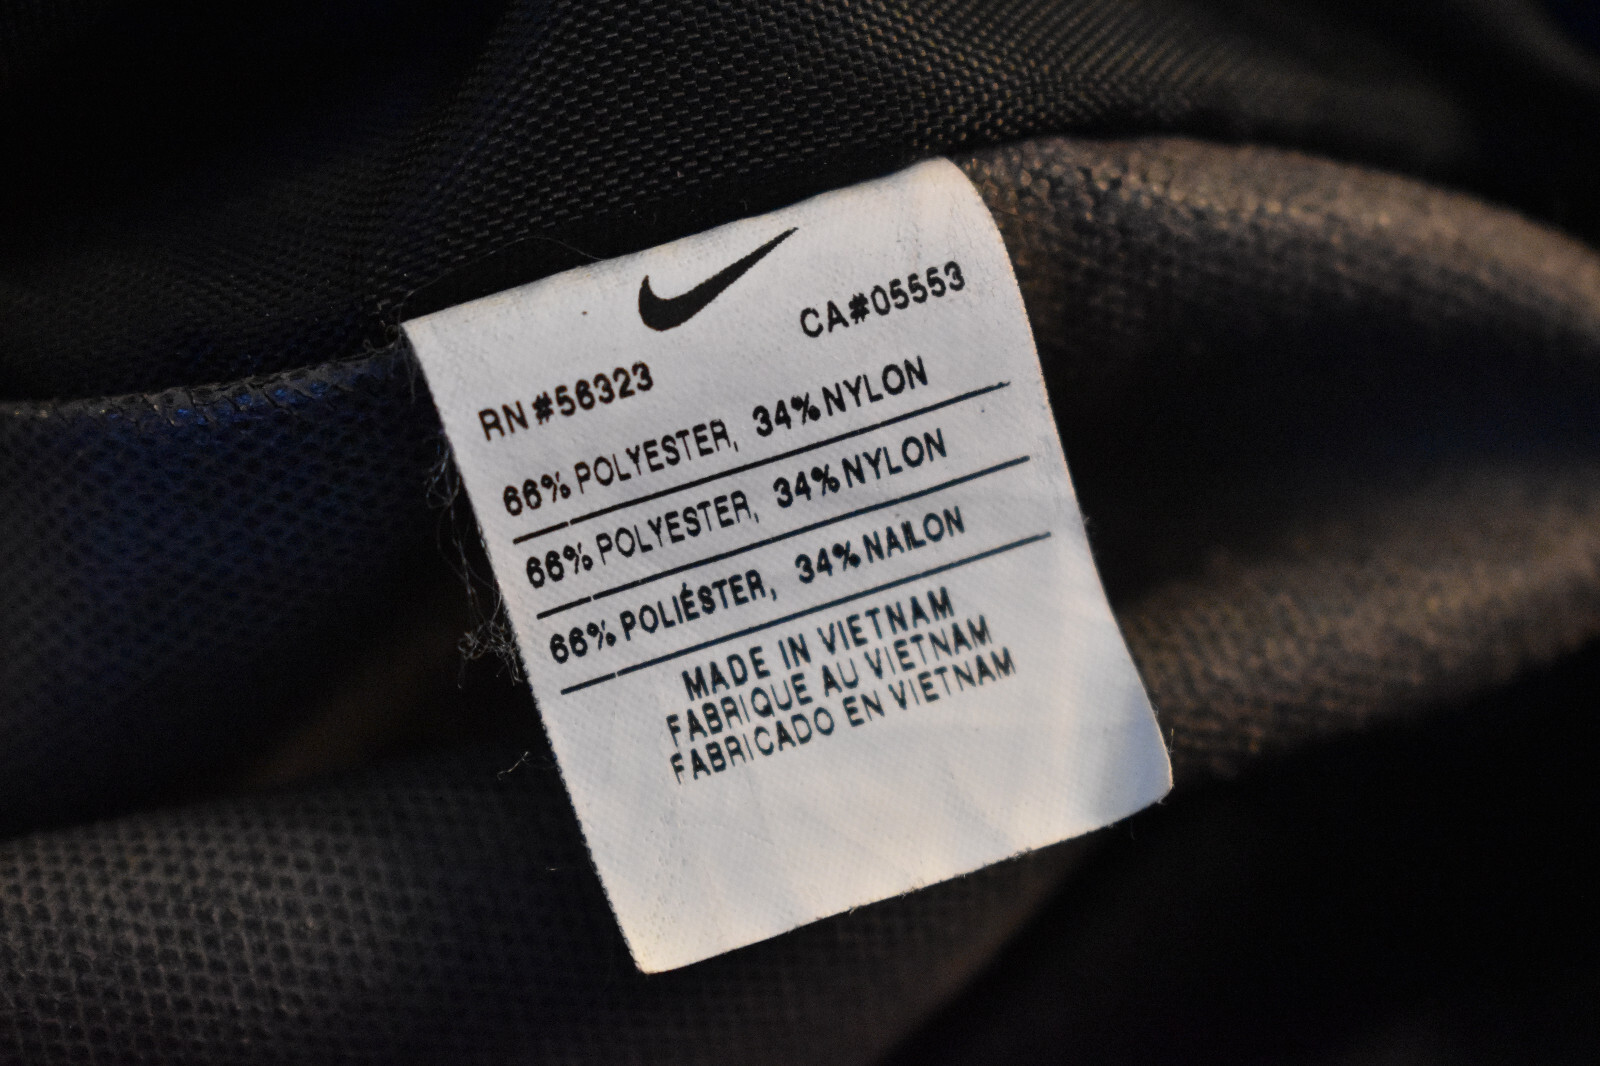 RN#56323 CA#05553
66% POLYESTER, 34% NYLON
66% POLYESTER, 34% NYLON
66% POLIÉSTER, 34% NAILON
MADE IN VIETNAM
FABRIQUE AU VIETNAM
FABRICADO EN VIETNAM